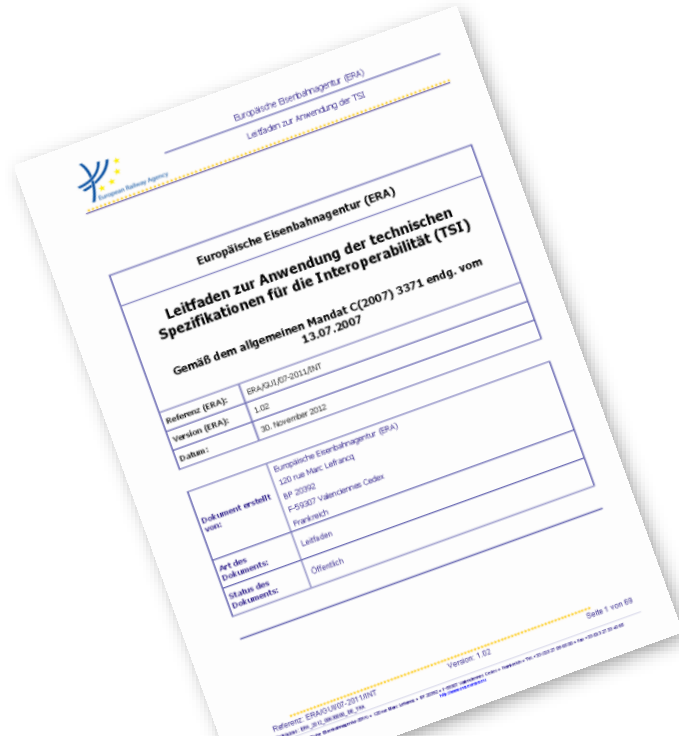 Europäische Eisenbahnagentur (ERA)
Leitfaden zur Anwendung der TSI
European Railway Agency
Europäische Eisenbahnagentur (ERA)
Leitfaden zur Anwendung der technischen
Spezifikationen für die Interoperabilität (TSI)
Gemäß dem allgemeinen Mandat C(2007) 3371 endg. vom
13.07.2007
Referenz (ERA): ERA/GUI/07-2011/INT
Version (ERA): 1.02
Datum: 30. November 2012
Dokument erstellt
von:
Europäische Eisenbahnagentur (ERA)
120 rue Marc Lefrancq
BP 20392
F-59307 Valenciennes Cedex
Frankreich
Art des
Dokuments:
Leitfaden
Status des
Dokuments:
Öffentlich
Referenz: ERA/GUI/07-2011/INT
Version: 1.02
Seite 1 von 69